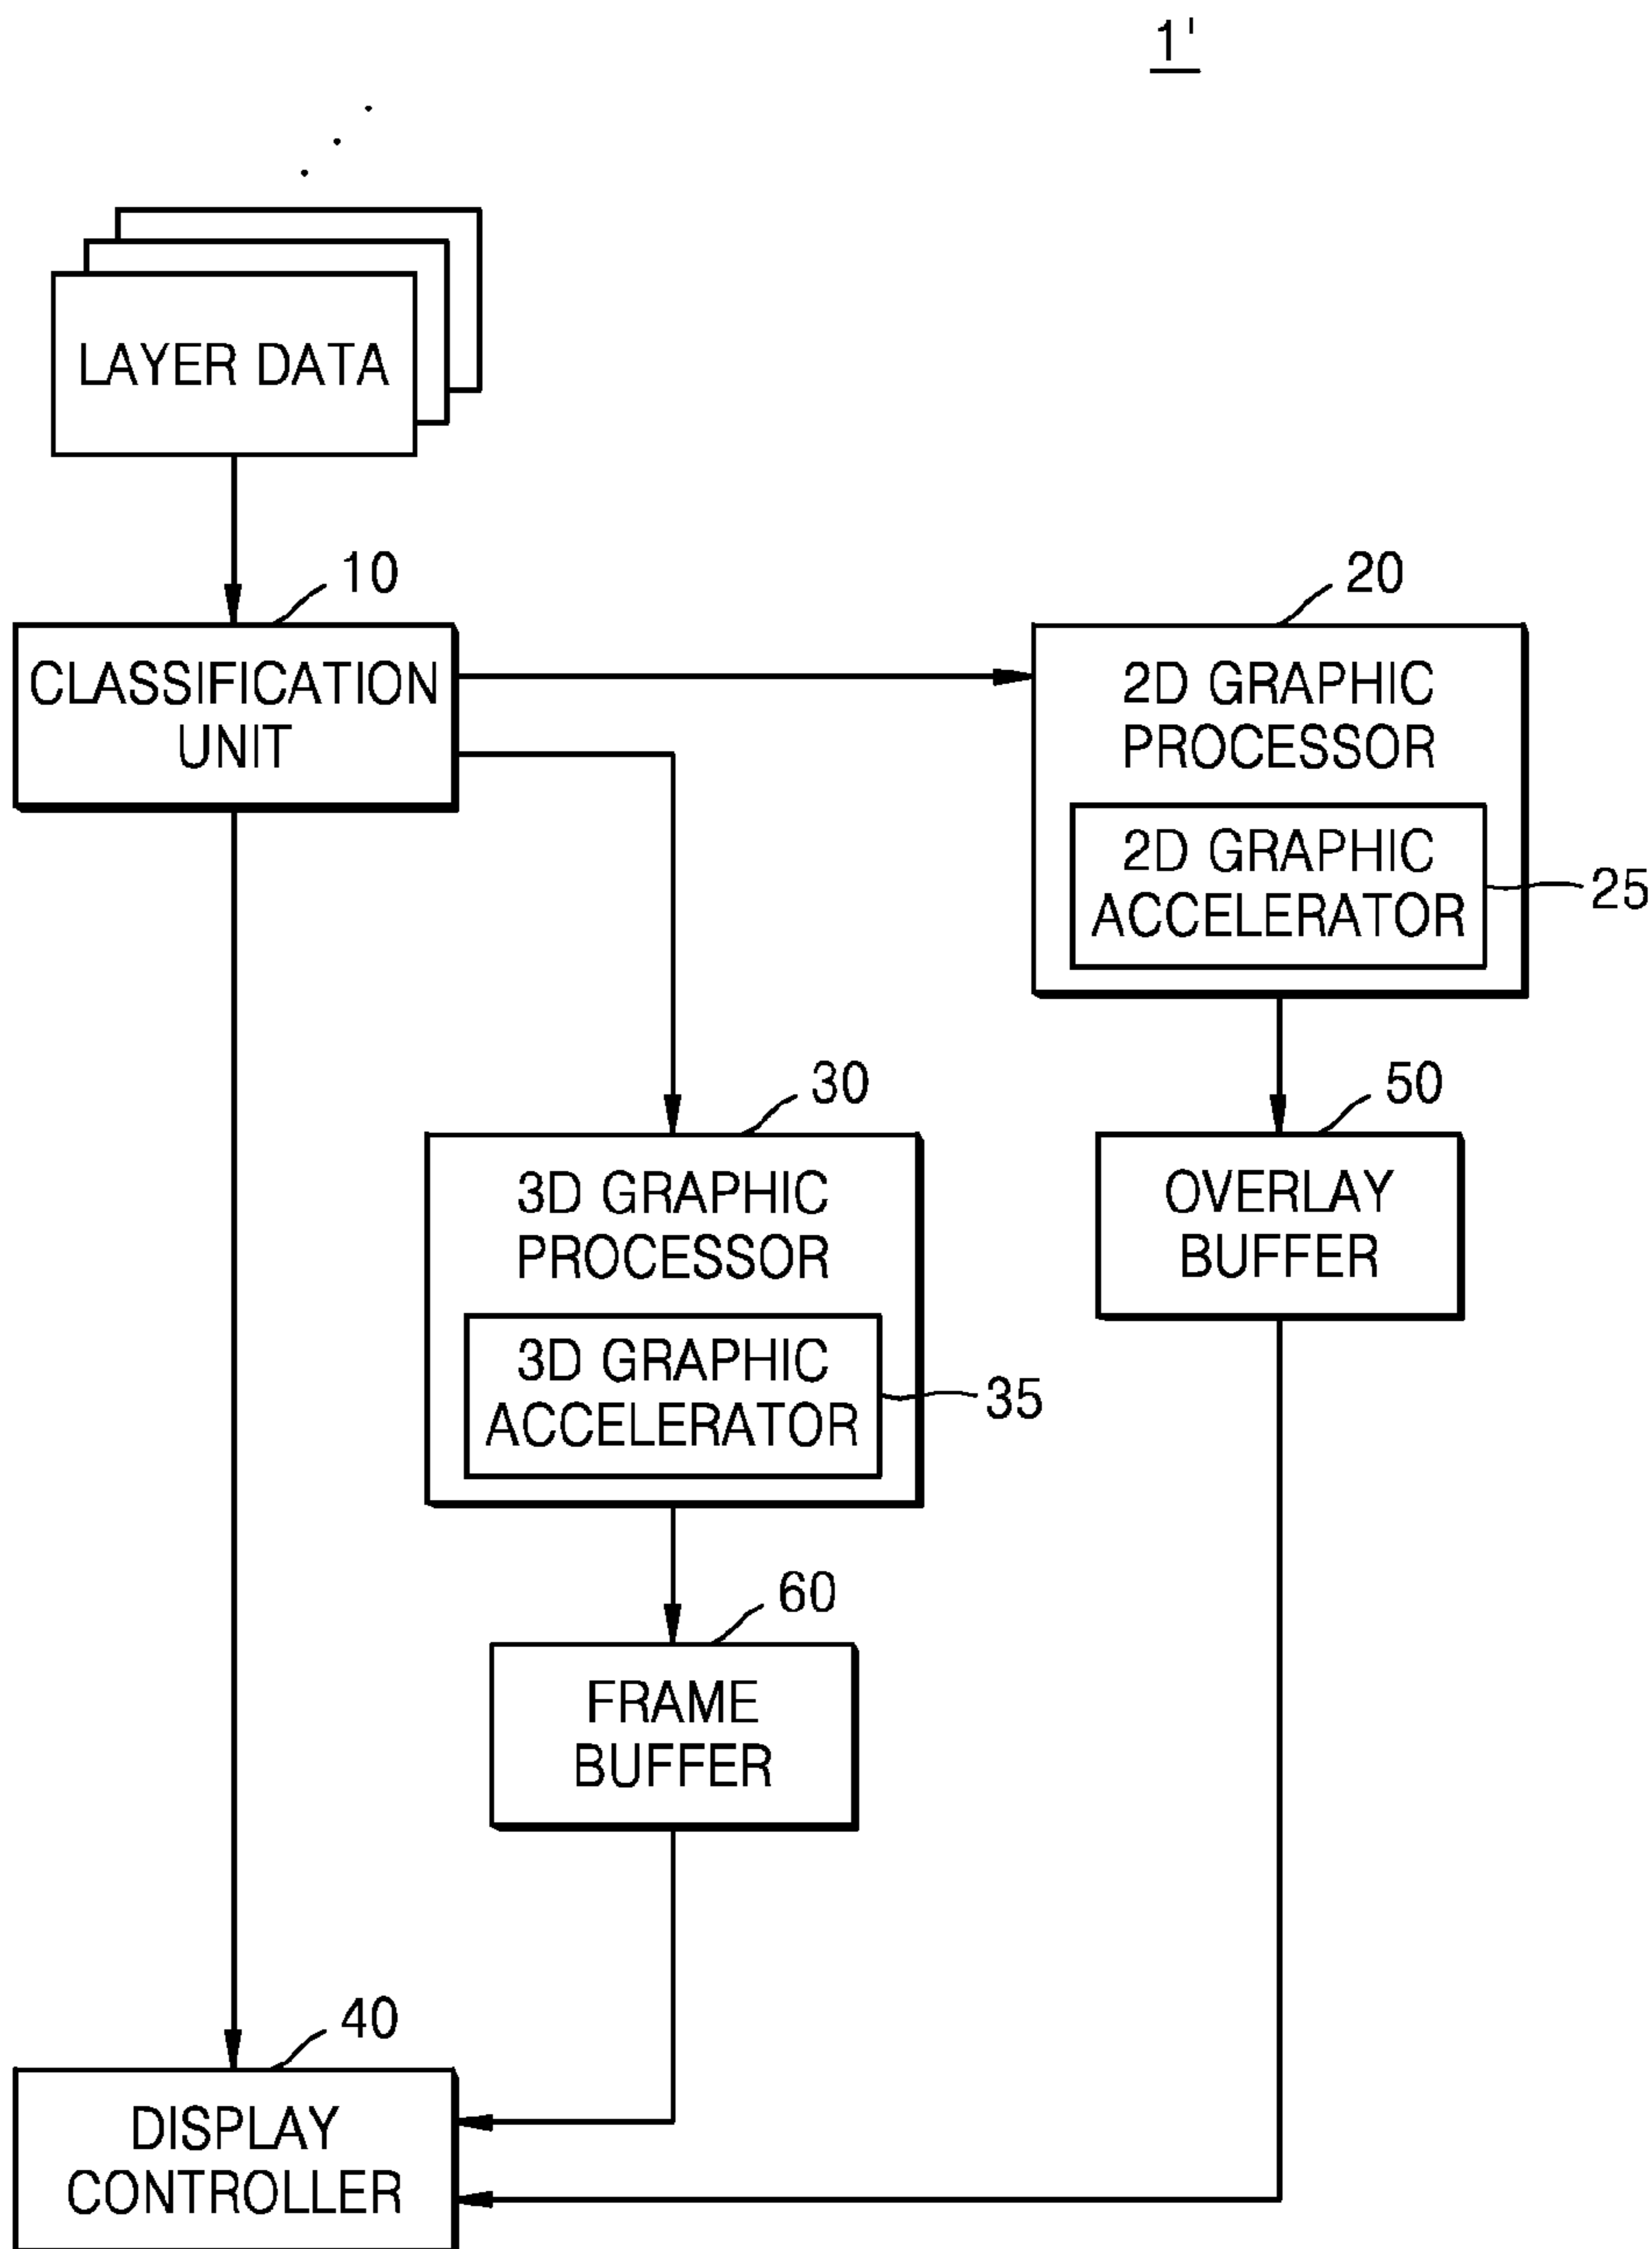 1'
LAYER DATA
10
CLASSIFICATION
UNIT
20
2D GRAPHIC
PROCESSOR
2D GRAPHIC
ACCELERATOR
25
30
3D GRAPHIC
PROCESSOR
3D GRAPHIC
ACCELERATOR
35
50
OVERLAY
BUFFER
60
FRAME
BUFFER
40
DISPLAY
CONTROLLER